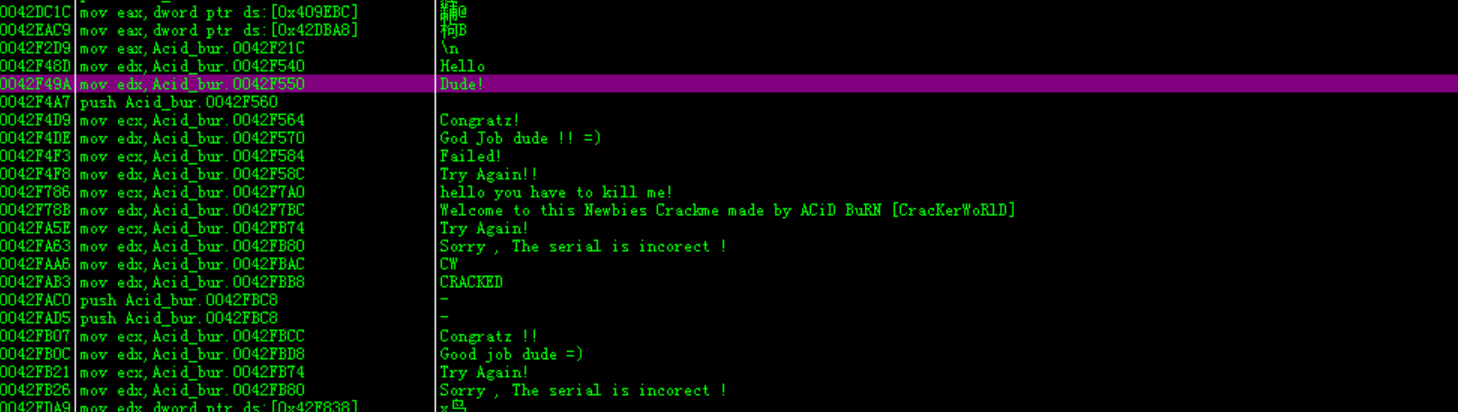 0042DC1C mov eax,dword ptr ds:[0x409EBC] @
0042EAC9 mov eax,dword ptr ds:[0x42DBA8] 枸B
0042F2D9 mov eax,Acid_bur.0042F21C \n
0042F48D mov edx,Acid_bur.0042F540 Hello
0042F49A mov edx,Acid_bur.0042F550 Dude!
0042F4A7 push Acid_bur.0042F560
0042F4D9 mov ecx,Acid_bur.0042F564 Congratz!
0042F4DE mov edx,Acid_bur.0042F570 God Job dude !! =)
0042F4F3 mov ecx,Acid_bur.0042F584 Failed!
0042F4F8 mov edx,Acid_bur.0042F58C Try Again!!
0042F786 mov ecx,Acid_bur.0042F7A0 hello you have to kill me!
0042F78B mov edx,Acid_bur.0042F7BC Welcome to this Newbies Crackme made by ACiD BuRN [CracKerWoRlD]
0042FA5E mov ecx,Acid_bur.0042FB74 Try Again!
0042FA63 mov edx,Acid_bur.0042FB80 Sorry , The serial is incorect !
0042FAA6 mov edx,Acid_bur.0042FBAC CW
0042FAB3 mov edx,Acid_bur.0042FBB8 CRACKED
0042FAC0 push Acid_bur.0042FBC8 -
0042FAD5 push Acid_bur.0042FBC8 -
0042FB07 mov ecx,Acid_bur.0042FBCC Congratz !!
0042FB0C mov edx,Acid_bur.0042FBD8 Good job dude =)
0042FB21 mov ecx,Acid_bur.0042FB74 Try Again!
0042FB26 mov edx,Acid_bur.0042FB80 Sorry , The serial is incorect !
0042FDA9 mov edx,dword ptr ds:[0x42F838] x鸟